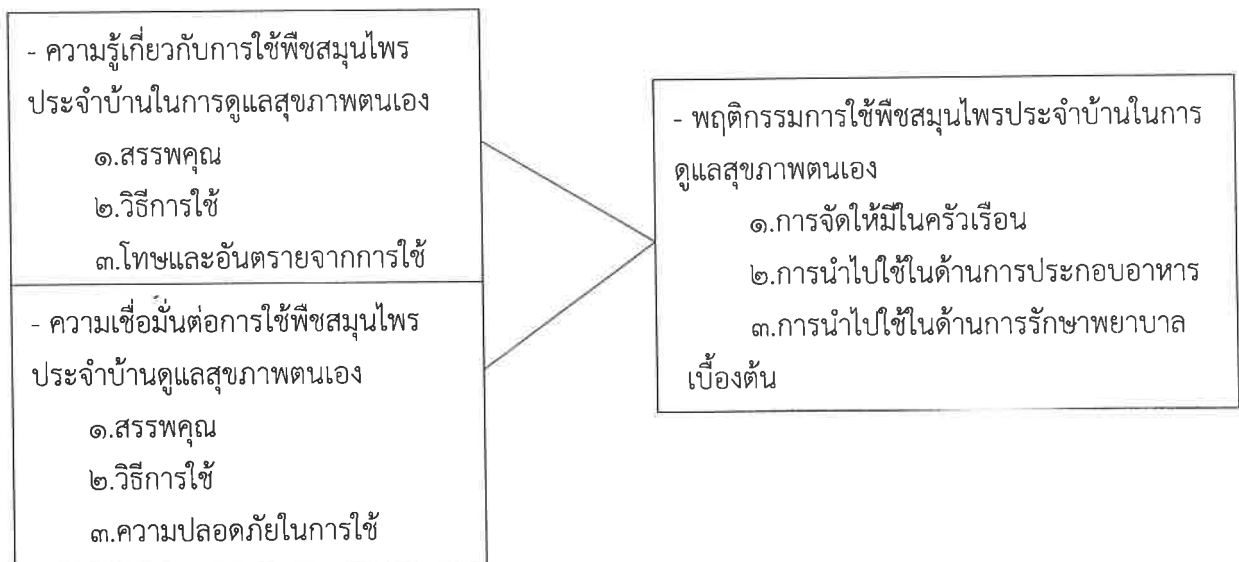 - ความรู้เกี่ยวกับการใช้พืชสมุนไพร
ประจำบ้านในการดูแลสุขภาพตนเอง
๑.สรรพคุณ
๒.วิธีการใช้
๓.โทษและอันตรายจากการใช้
- ความเชื่อมั่นต่อการใช้พืชสมุนไพร
ประจำบ้านดูแลสุขภาพตนเอง
๑.สรรพคุณ
๒.วิธีการใช้
๓.ความปลอดภัยในการใช้
- พฤติกรรมการใช้พืชสมุนไพรประจำบ้านในการ
ดูแลสุขภาพตนเอง
๑.การจัดให้มีในครัวเรือน
๒.การนำไปใช้ในด้านการประกอบอาหาร
๓.การนำไปใช้ในด้านการรักษาพยาบาล
เบื้องต้น